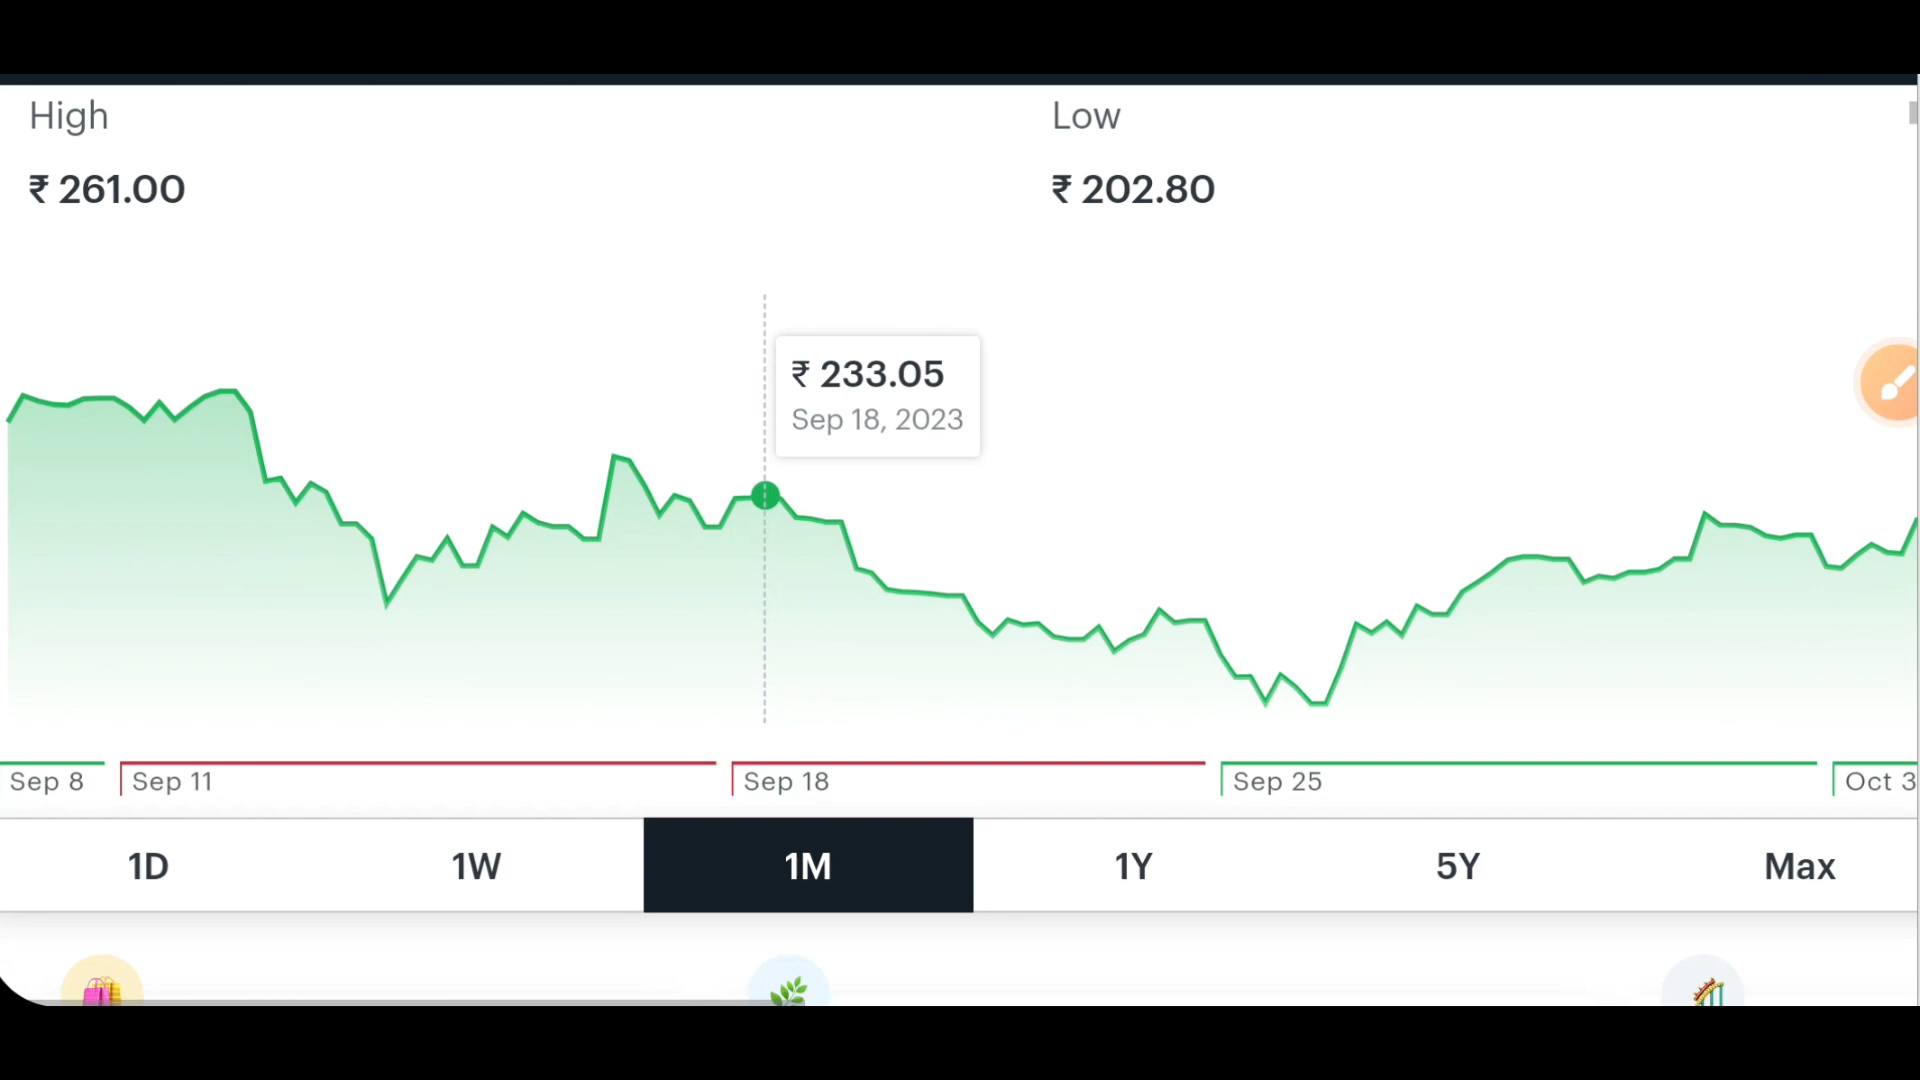 High
Low
₹ 261.00
₹ 202.80
₹ 233.05
Sep 18, 2023
Sep 8
Sep 11
Sep 18
Sep 25
Oct 3
1D
1W
1M
1Y
5Y
Max